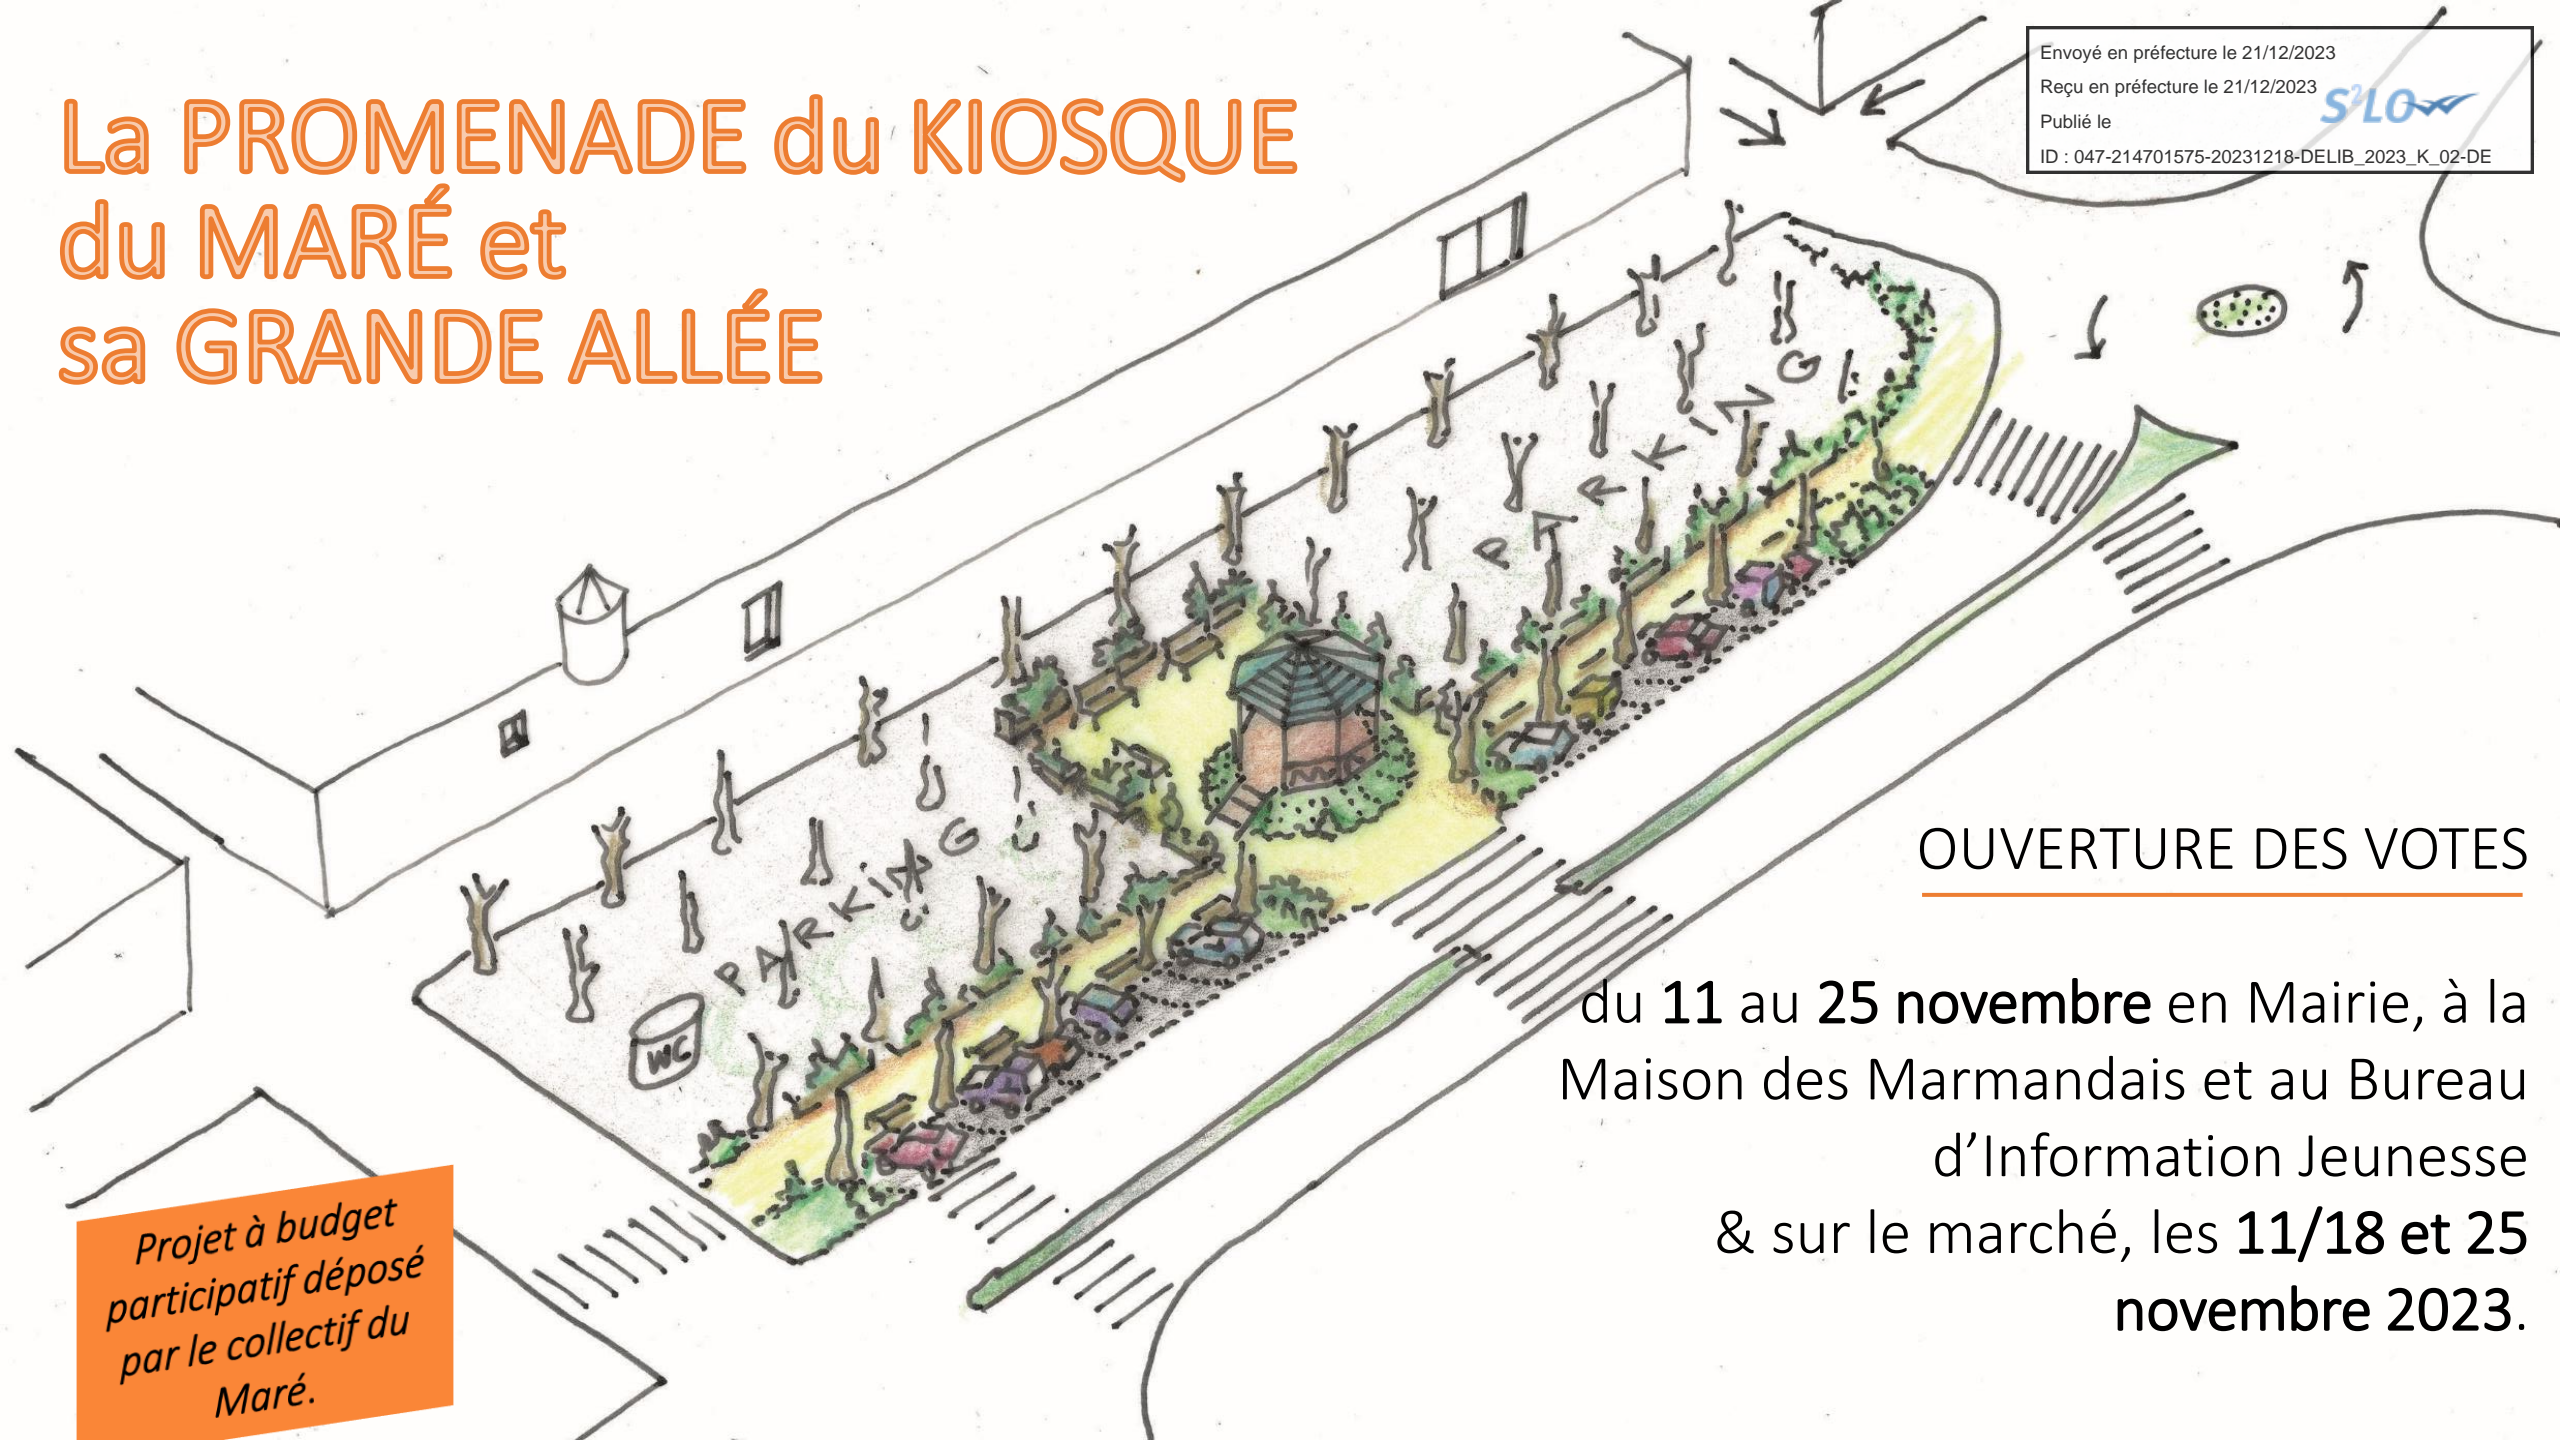 La PROMENADE du KIOSQUE
du MARÉ et
sa GRANDE ALLÉE
Envoyé en préfecture le 21/12/2023
Reçu en préfecture le 21/12/2023
Publié le
S²LO
ID : 047-214701575-20231218-DELIB_2023_K_02-DE
PARKING
PARKING
WC
OUVERTURE DES VOTES
du 11 au 25 novembre en Mairie, à la
Maison des Marmandais et au Bureau
d’Information Jeunesse
& sur le marché, les 11/18 et 25
novembre 2023.
Projet à budget
participatif déposé
par le collectif du
Maré.